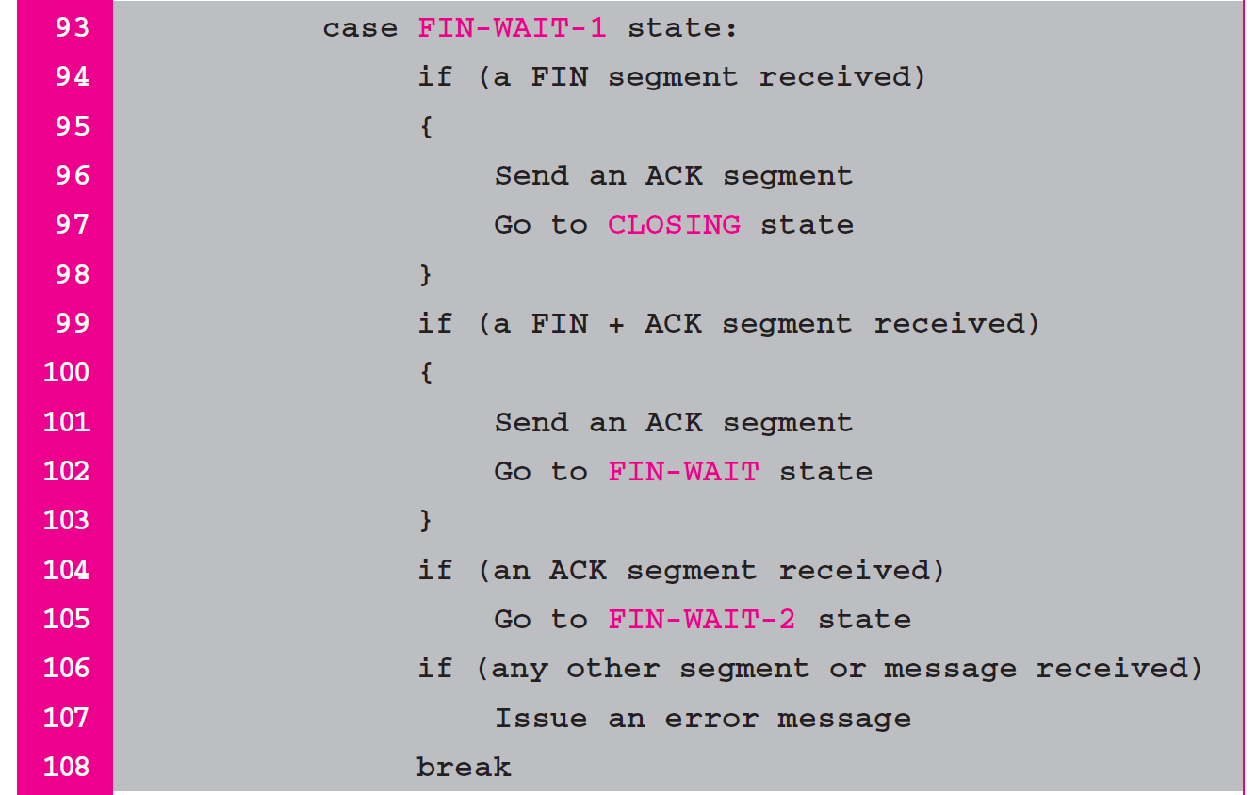 93 case FIN-WAIT-1 state:
94 if (a FIN segment received)
95 {
96 Send an ACK segment
97 Go to CLOSING state
98 }
99 if (a FIN + ACK segment received)
100 {
101 Send an ACK segment
102 Go to FIN-WAIT state
103 }
104 if (an ACK segment received)
105 Go to FIN-WAIT-2 state
106 if (any other segment or message received)
107 Issue an error message
108 break